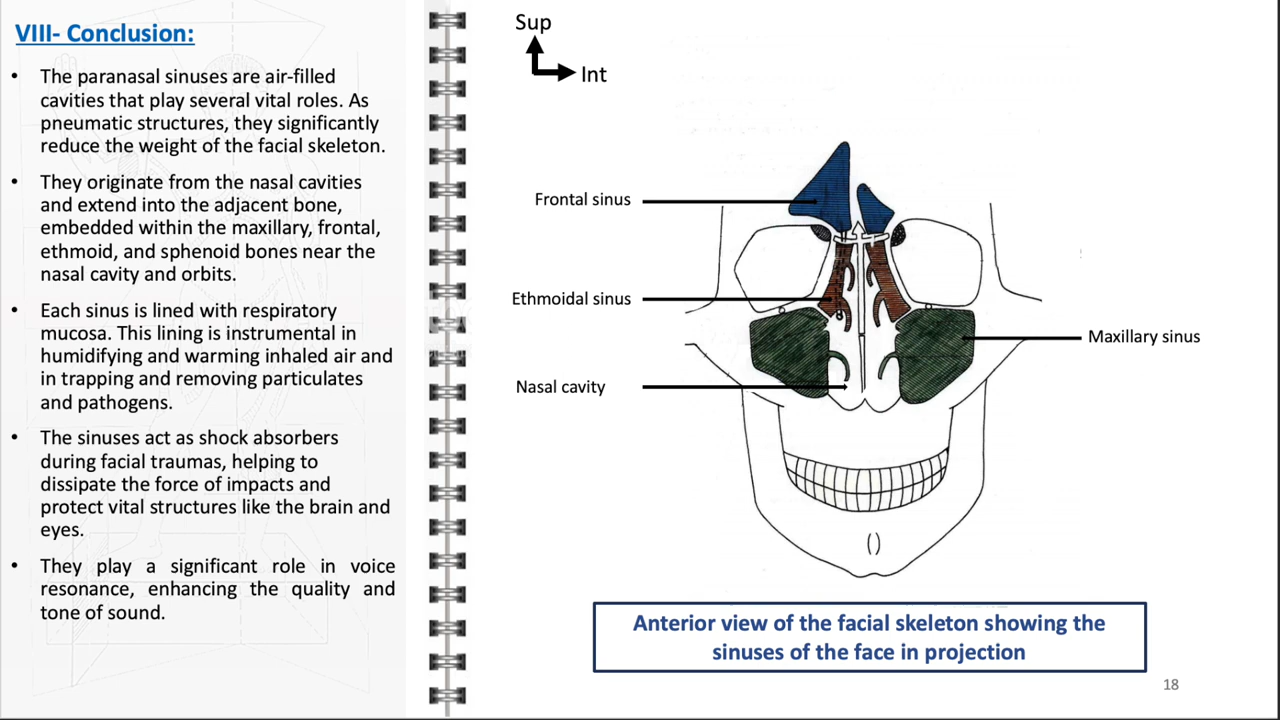 VIII- Conclusion:
• The paranasal sinuses are air-filled
cavities that play several vital roles. As
pneumatic structures, they significantly
reduce the weight of the facial skeleton.
• They originate from the nasal cavities
and extend into the adjacent bone,
embedded within the maxillary, frontal,
ethmoid, and sphenoid bones near the
nasal cavity and orbits.
• Each sinus is lined with respiratory
mucosa. This lining is instrumental in
humidifying and warming inhaled air and
in trapping and removing particulates
and pathogens.
• The sinuses act as shock absorbers
during facial traumas, helping to
dissipate the force of impacts and
protect vital structures like the brain and
eyes.
• They play a significant role in voice
resonance, enhancing the quality and
tone of sound.
Sup
Int
Frontal sinus
Ethmoidal sinus
Maxillary sinus
Nasal cavity
Anterior view of the facial skeleton showing the
sinuses of the face in projection
18